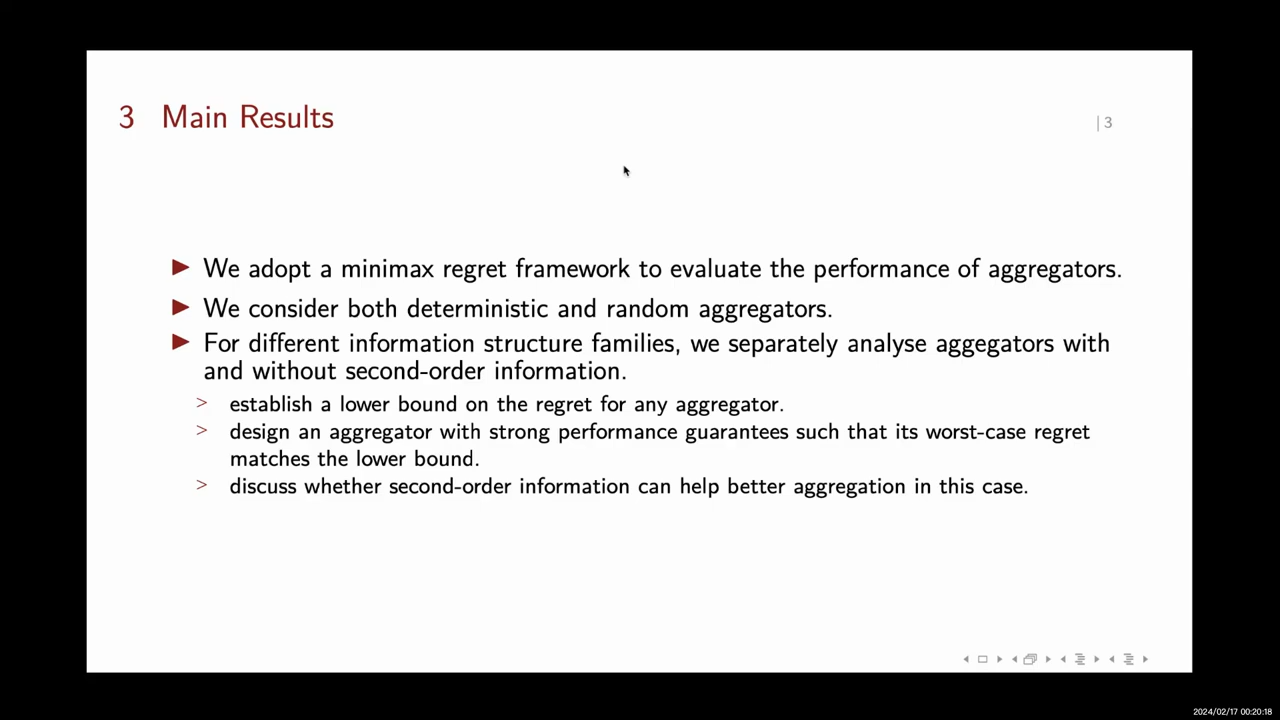 3 Main Results
| 3
We adopt a minimax regret framework to evaluate the performance of aggregators.
We consider both deterministic and random aggregators.
For different information structure families, we separately analyse aggegators with
and without second-order information.
> establish a lower bound on the regret for any aggregator.
> design an aggregator with strong performance guarantees such that its worst-case regret
matches the lower bound.
> discuss whether second-order information can help better aggregation in this case.
2024/02/17 00:20:18